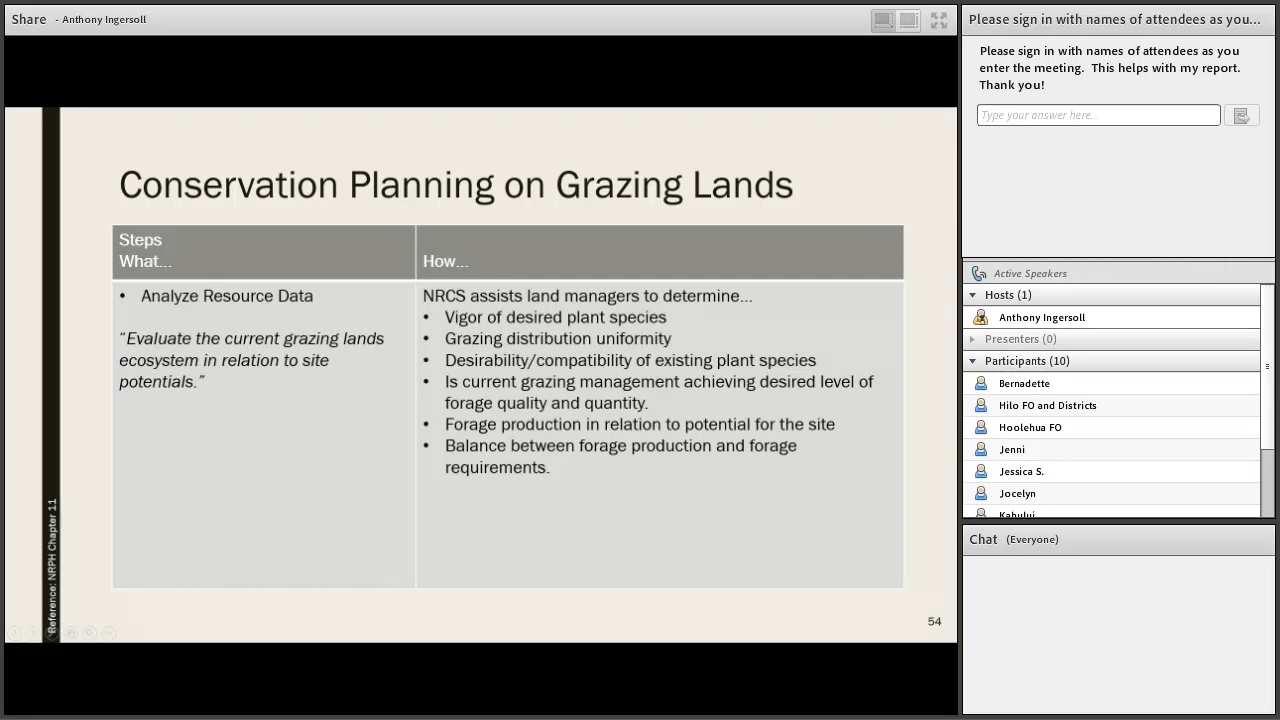 Share - Anthony Ingersoll
Conservation Planning on Grazing Lands
Steps
What...
How...
• Analyze Resource Data
“Evaluate the current grazing lands
ecosystem in relation to site
potentials.”
NRCS assists land managers to determine...
• Vigor of desired plant species
• Grazing distribution uniformity
• Desirability/compatibility of existing plant species
• Is current grazing management achieving desired level of
forage quality and quantity.
• Forage production in relation to potential for the site
• Balance between forage production and forage
requirements.
Reference: NRPH Chapter 11
54
Please sign in with names of attendees as you...
Please sign in with names of attendees as you
enter the meeting. This helps with my report.
Thank you!
Type your answer here...
Active Speakers
Hosts (1)
Anthony Ingersoll
Presenters (0)
Participants (10)
Bernadette
Hilo FO and Districts
Hoolehua FO
Jenni
Jessica S.
Jocelyn
Kahului
Chat (Everyone)